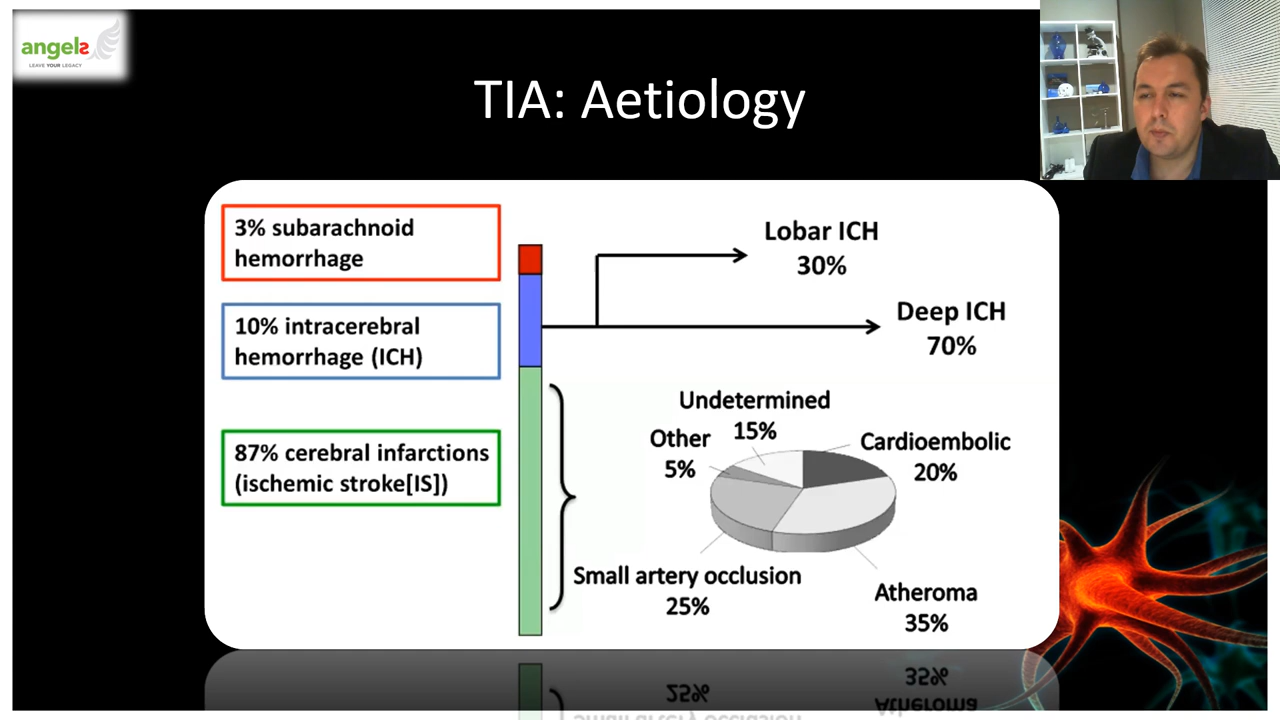 angels
LEAVE YOUR LEGACY
TIA: Aetiology
3% subarachnoid
hemorrhage
10% intracerebral
hemorrhage (ICH)
87% cerebral infarctions
(ischemic stroke[IS])
Lobar ICH
30%
Deep ICH
70%
Undetermined
15%
Other
5%
Cardioembolic
20%
Small artery occlusion
25%
Atheroma
35%